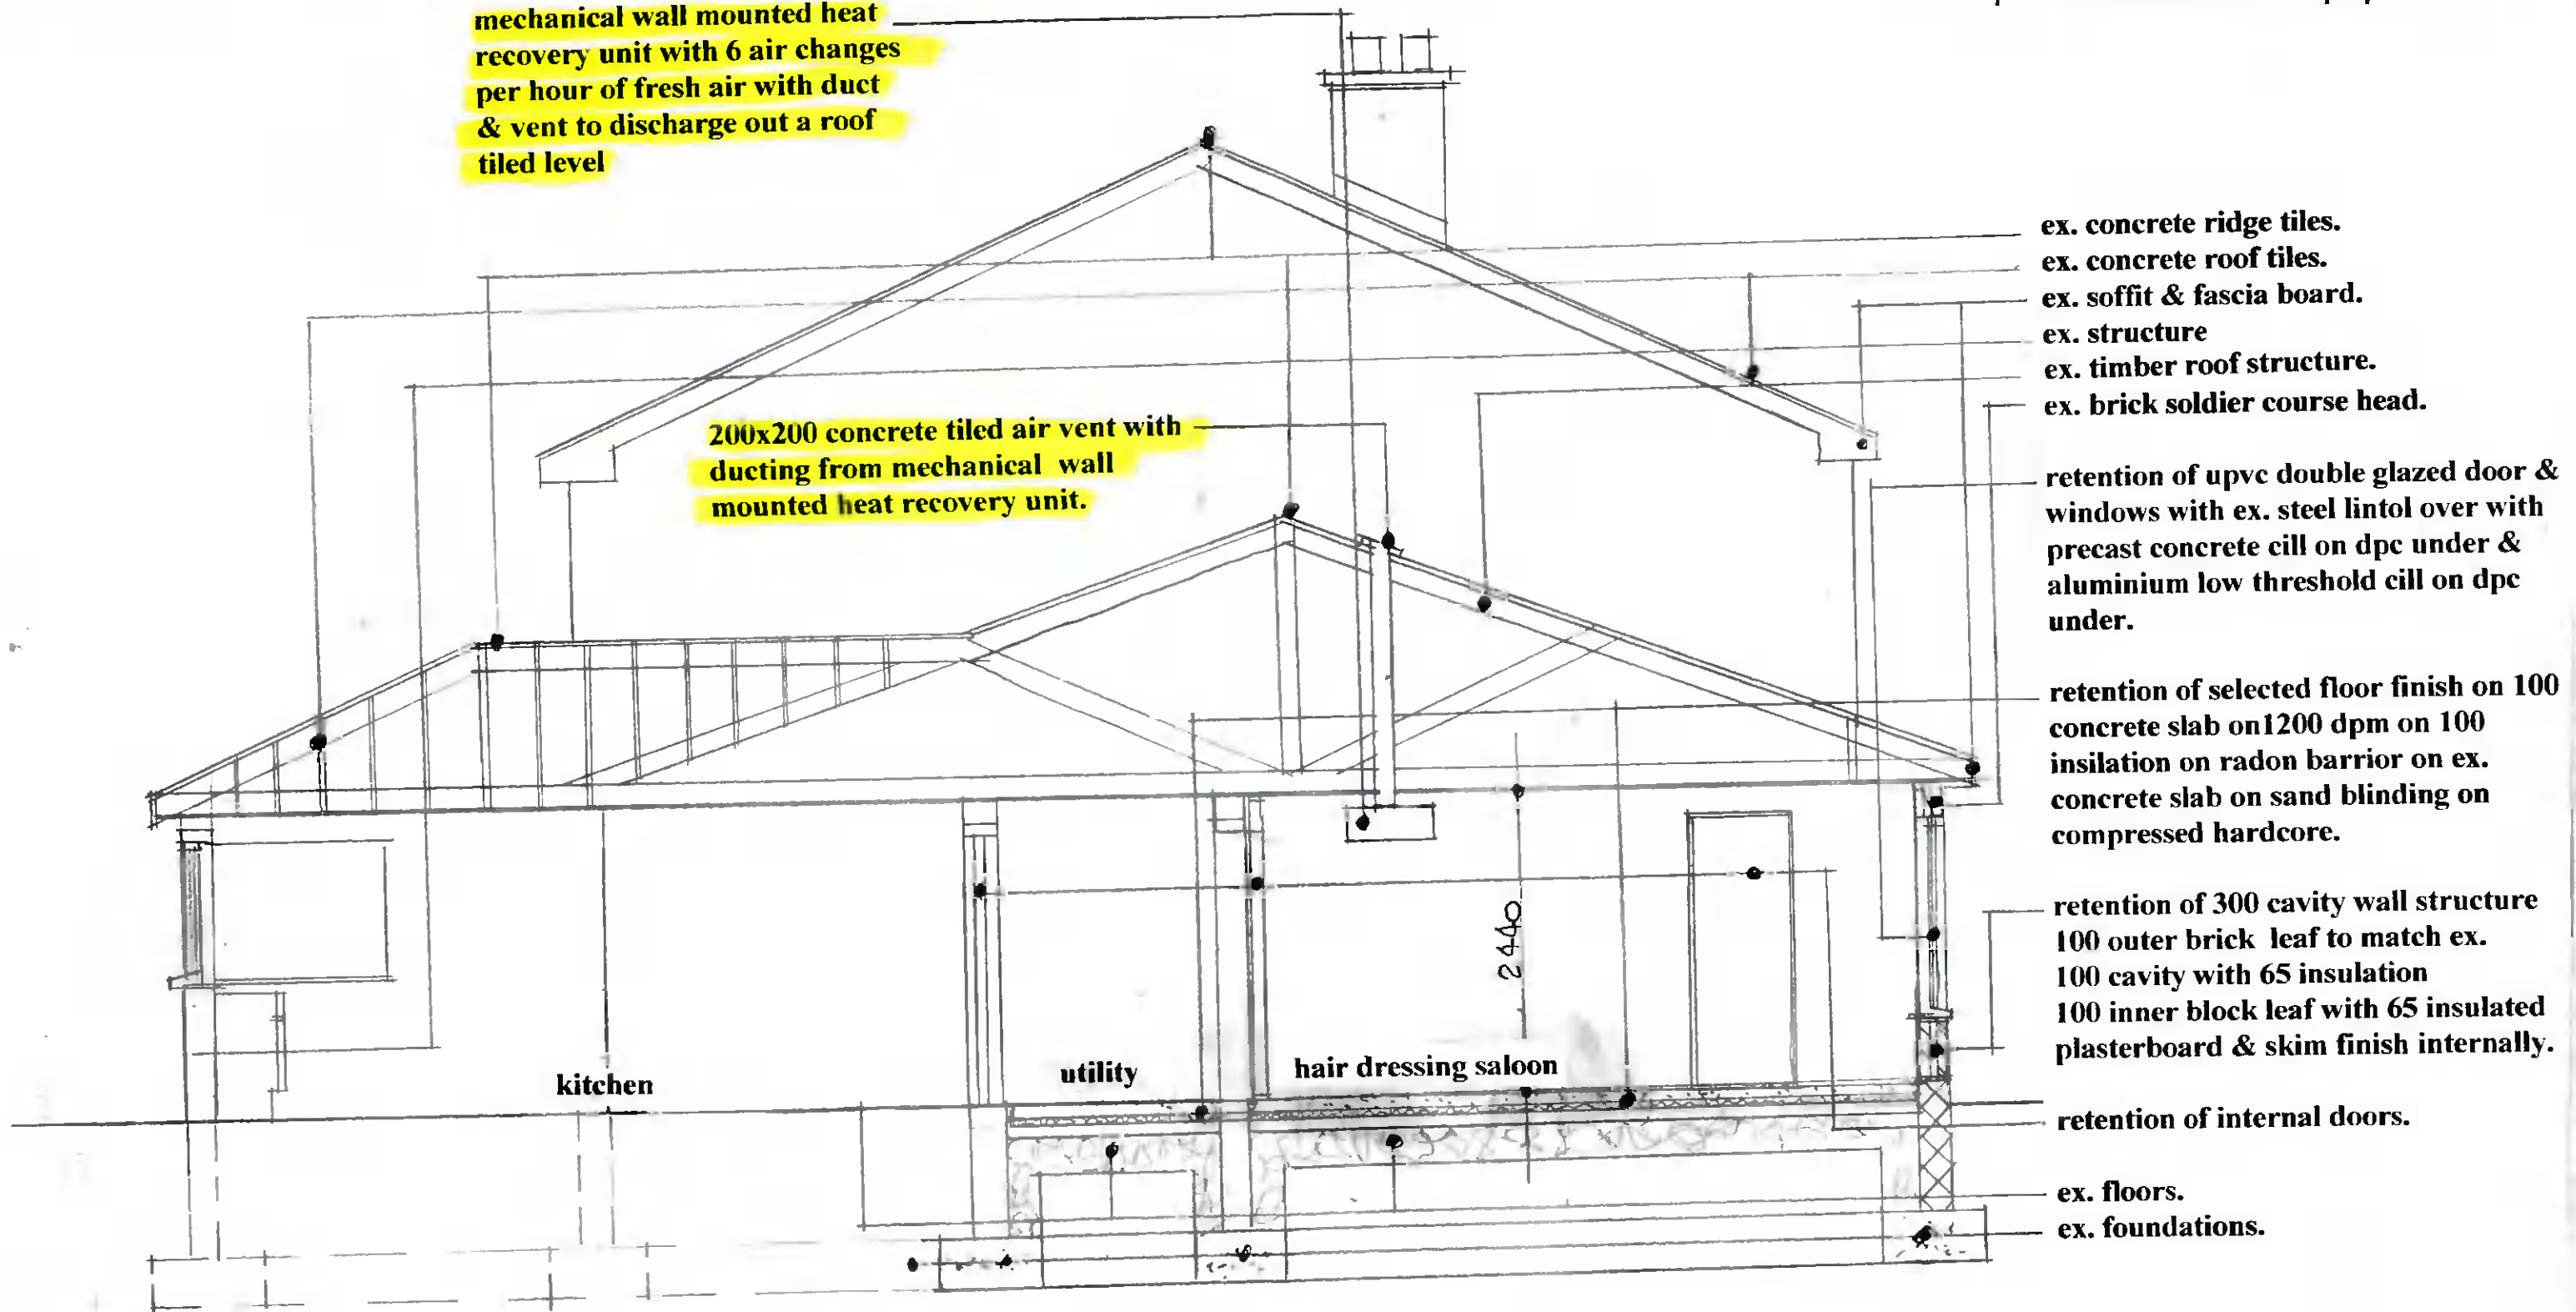 mechanical wall mounted heat
recovery unit with 6 air changes
per hour of fresh air with duct
& vent to discharge out a roof
tiled level
200x200 concrete tiled air vent with
ducting from mechanical wall
mounted heat recovery unit.
ex. concrete ridge tiles.
ex. concrete roof tiles.
ex. soffit & fascia board.
ex. structure
ex. timber roof structure.
ex. brick soldier course head.
retention of upvc double glazed door &
windows with ex. steel lintol over with
precast concrete cill on dpc under &
aluminium low threshold cill on dpc
under.
retention of selected floor finish on 100
concrete slab on1200 dpm on 100
insilation on radon barrior on ex.
concrete slab on sand blinding on
compressed hardcore.
retention of 300 cavity wall structure
100 outer brick leaf to match ex.
100 cavity with 65 insulation
100 inner block leaf with 65 insulated
plasterboard & skim finish internally.
retention of internal doors.
ex. floors.
ex. foundations.
2440
kitchen
utility
hair dressing saloon